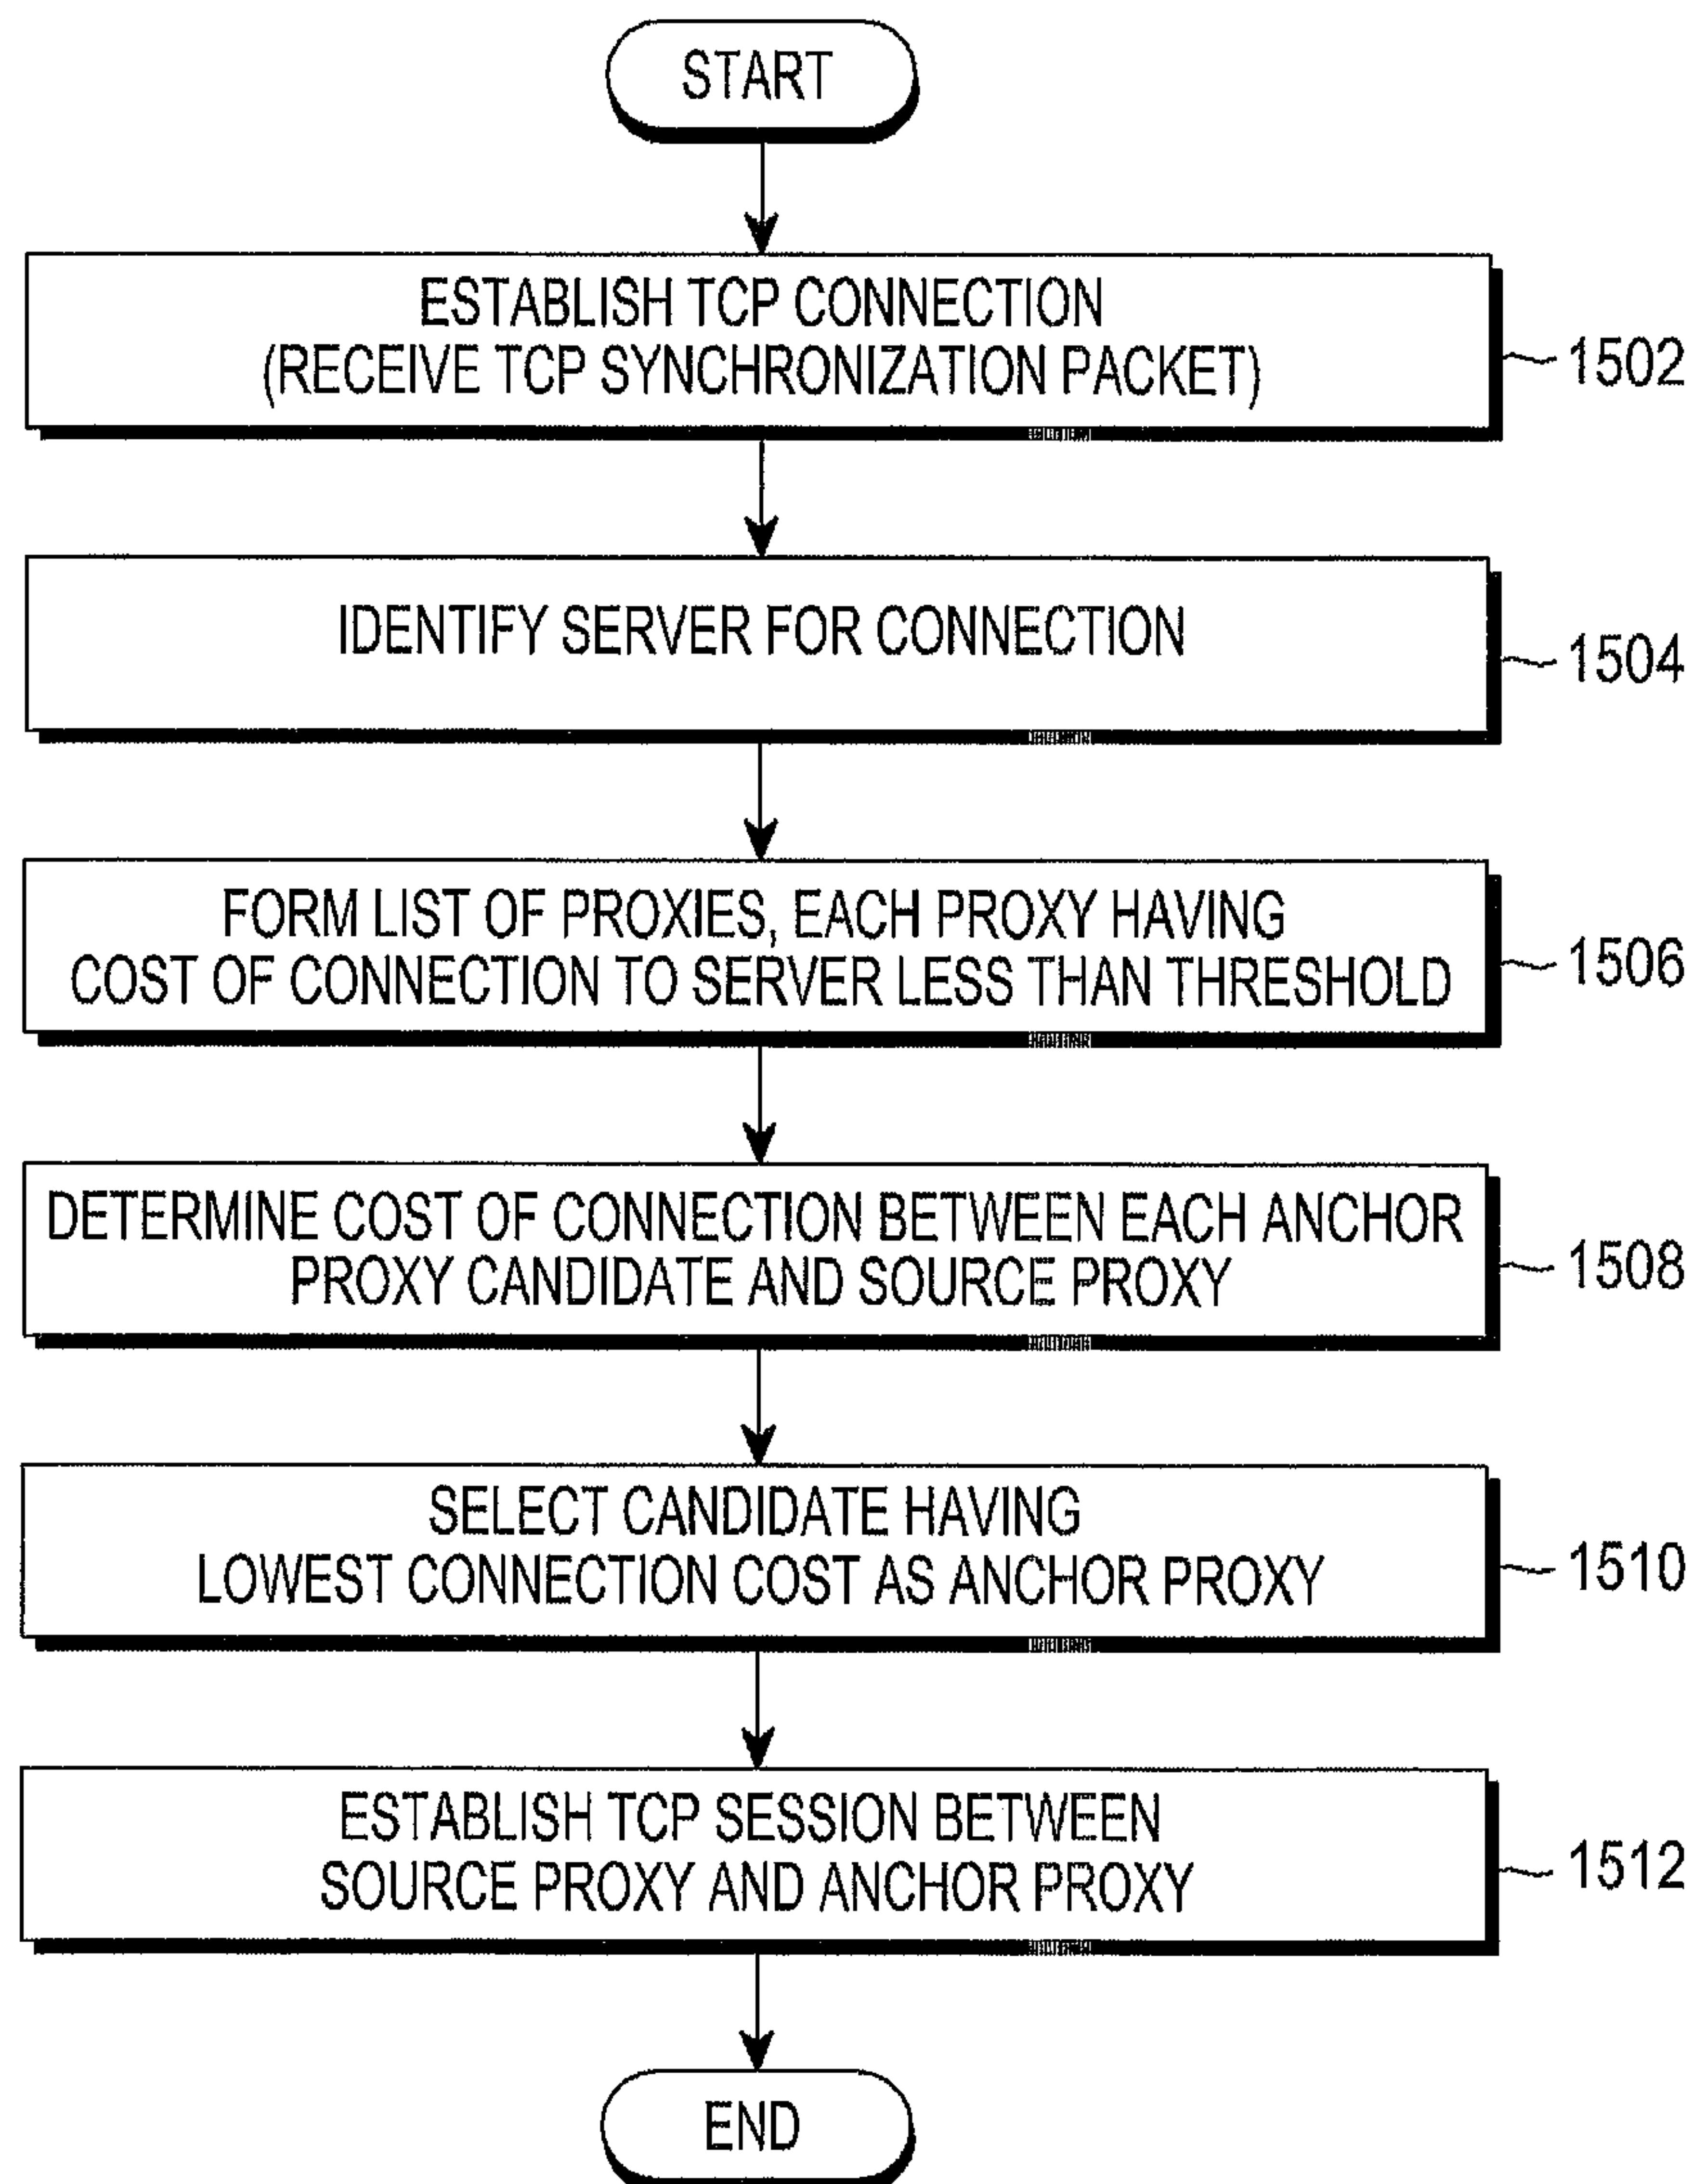 START
ESTABLISH TCP CONNECTION
(RECEIVE TCP SYNCHRONIZATION PACKET)
1502
IDENTIFY SERVER FOR CONNECTION
1504
FORM LIST OF PROXIES, EACH PROXY HAVING
COST OF CONNECTION TO SERVER LESS THAN THRESHOLD
1506
DETERMINE COST OF CONNECTION BETWEEN EACH ANCHOR
PROXY CANDIDATE AND SOURCE PROXY
1508
SELECT CANDIDATE HAVING
LOWEST CONNECTION COST AS ANCHOR PROXY
1510
ESTABLISH TCP SESSION BETWEEN
SOURCE PROXY AND ANCHOR PROXY
1512
END